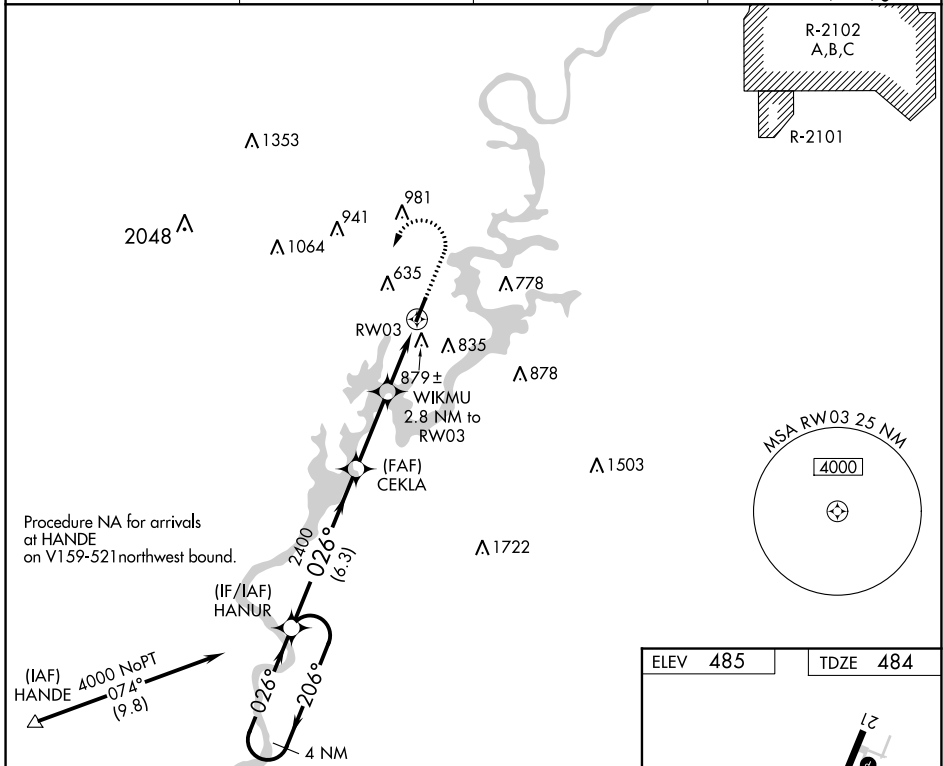 R-2102
A,B,C
R-2101
1353
2048
1064
941
981
635
778
RW03
835
879±
878
WIKMU
2.8 NM to
RW03
(FAF)
CEKLA
1503
1722
MSA RW03 25 NM
4000
Procedure NA for arrivals
at HANDE
on V159-521 northwest bound.
2400
026°
(6.3)
(IF/IAF)
HANUR
(IAF)
HANDE
4000 NoPT
074°
(9.8)
026°
206°
4 NM
ELEV 485
TDZE 484
21
P